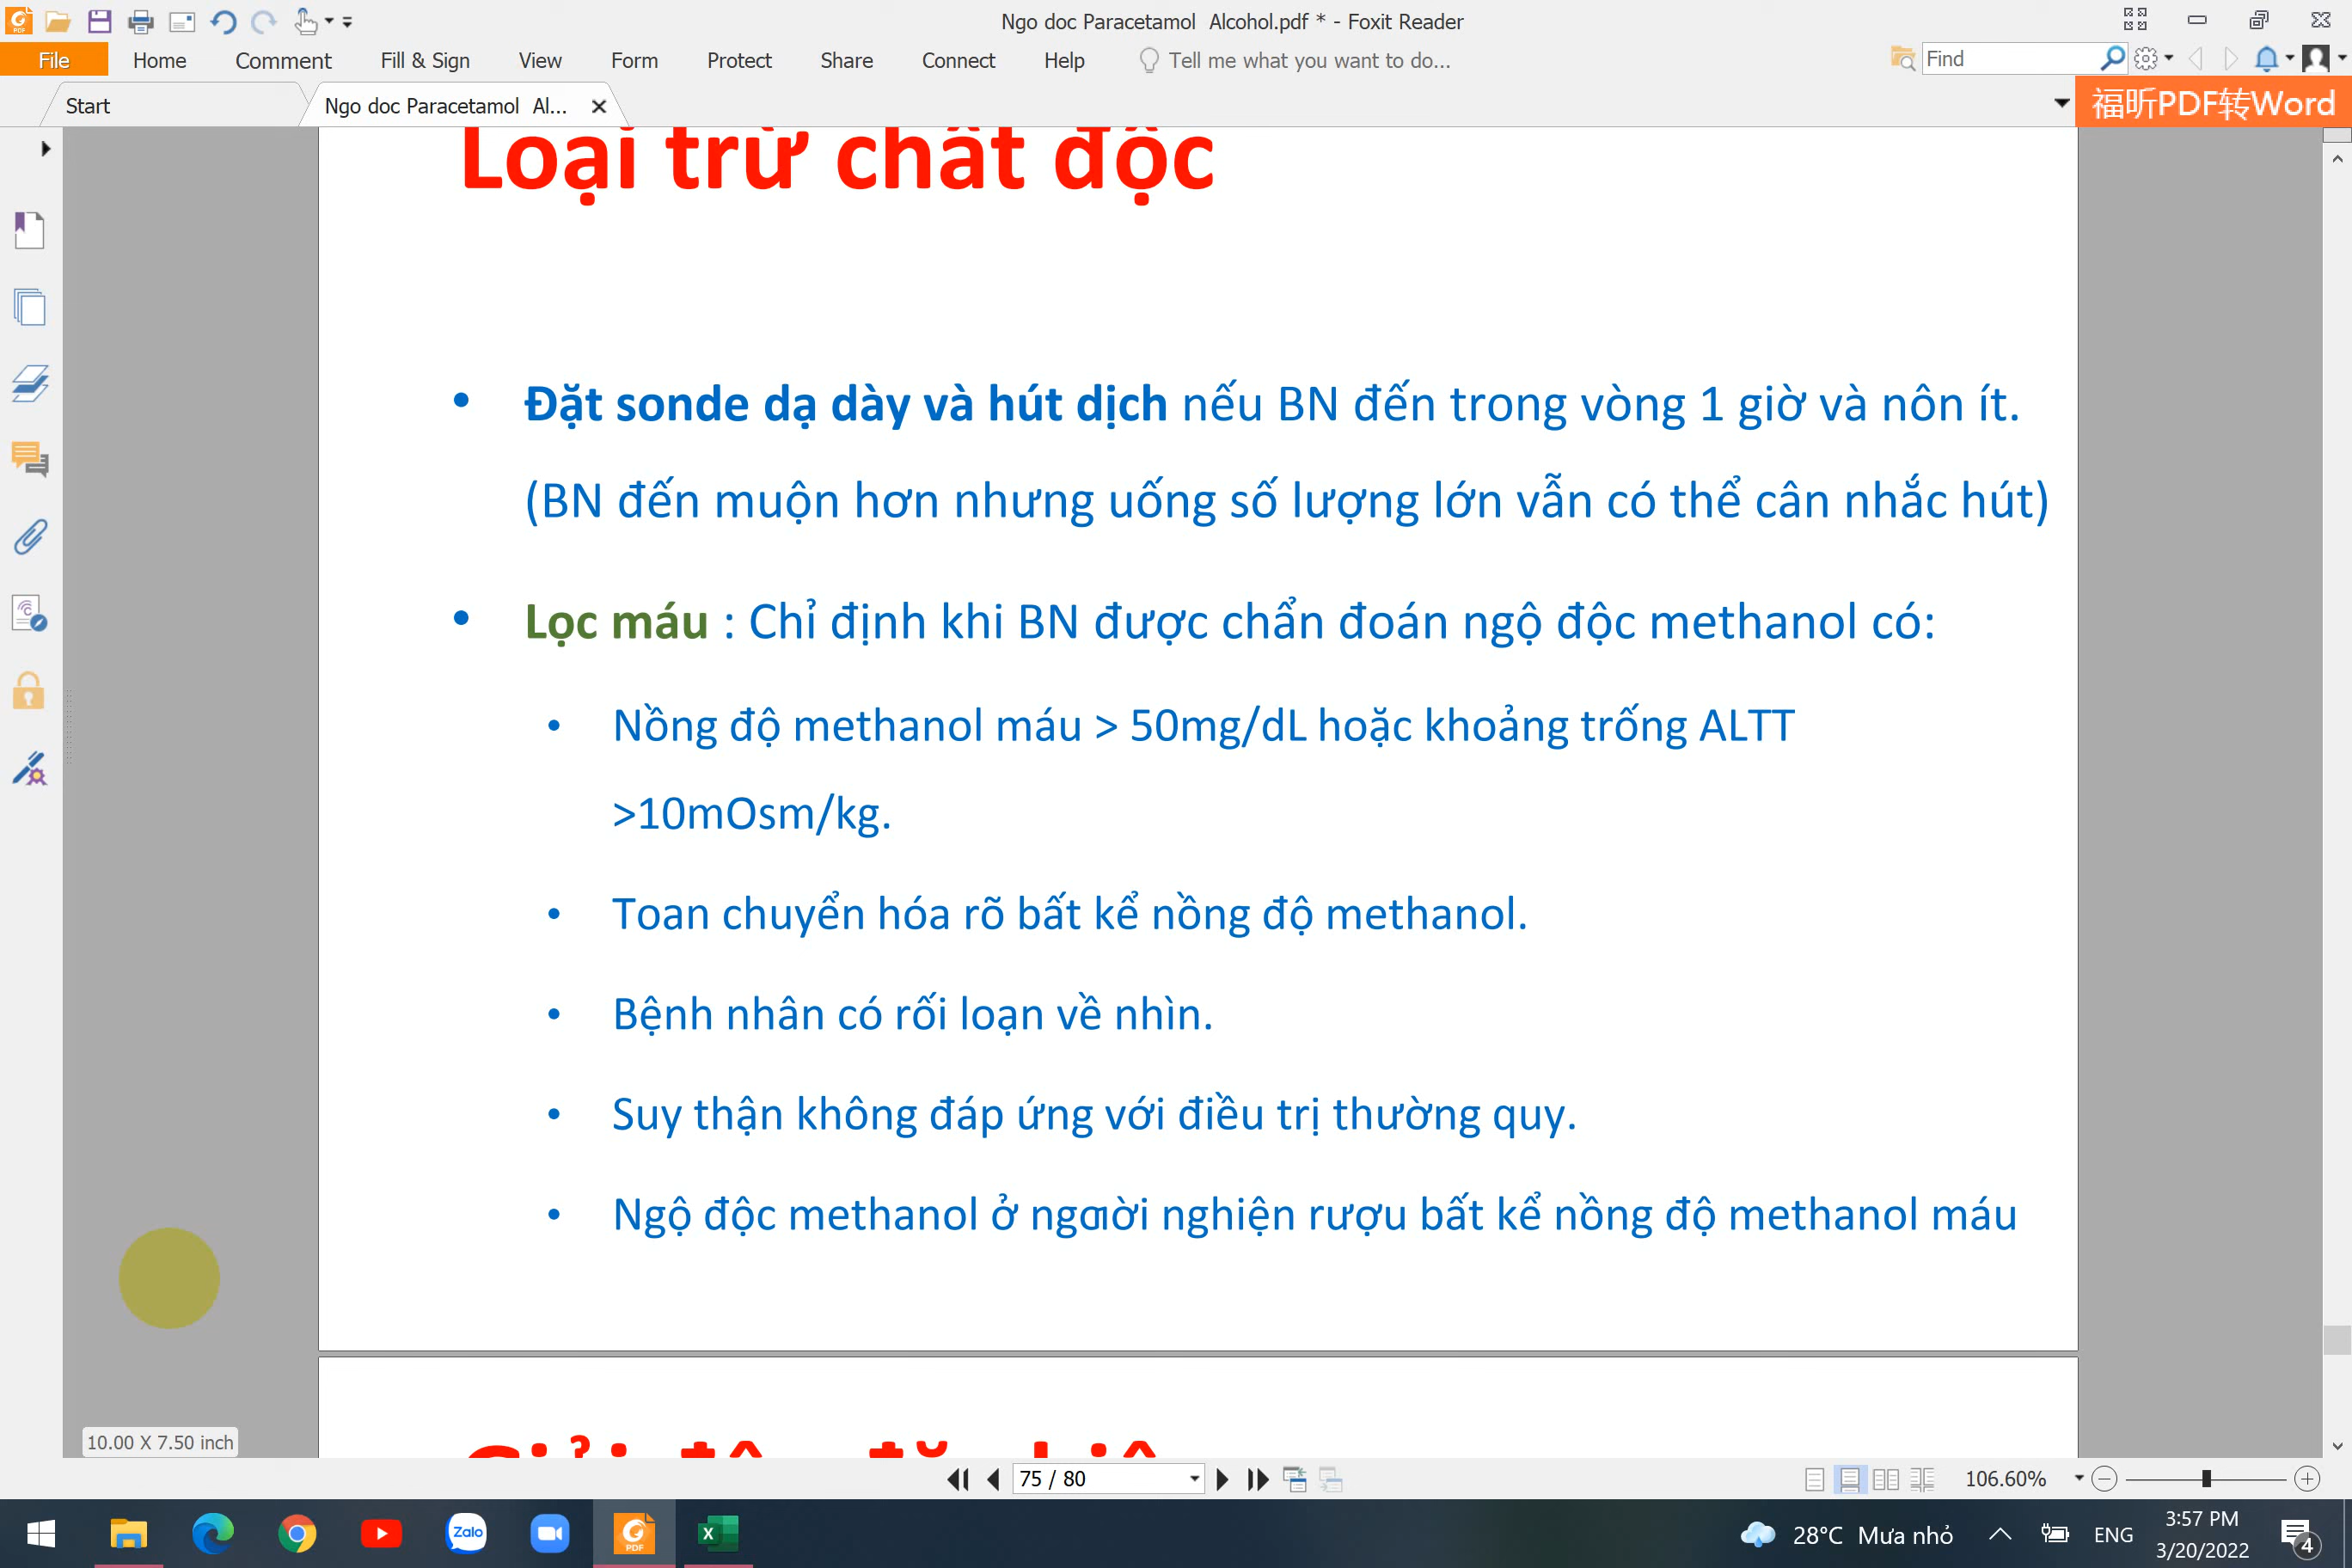 Ngo doc Paracetamol  Alcohol.pdf * - Foxit Reader
File Home Comment Fill & Sign View Form Protect Share Connect Help Tell me what you want to do... Find
Start Ngo doc Paracetamol  Al...
福昕PDF转Word
Loại trừ chất độc
• Đặt sonde dạ dày và hút dịch nếu BN đến trong vòng 1 giờ và nôn ít.
(BN đến muộn hơn nhưng uống số lượng lớn vẫn có thể cân nhắc hút)
• Lọc máu : Chỉ định khi BN được chẩn đoán ngộ độc methanol có:
• Nồng độ methanol máu > 50mg/dL hoặc khoảng trống ALTT
>10mOsm/kg.
• Toan chuyển hóa rõ bất kể nồng độ methanol.
• Bệnh nhân có rối loạn về nhìn.
• Suy thận không đáp ứng với điều trị thường quy.
• Ngộ độc methanol ở ngɑời nghiện rượu bất kể nồng độ methanol máu
10.00 X 7.50 inch
75 / 80
106.60%
Zalo
PDF
28°C Mưa nhỏ
ENG
3:57 PM
3/20/2022
4